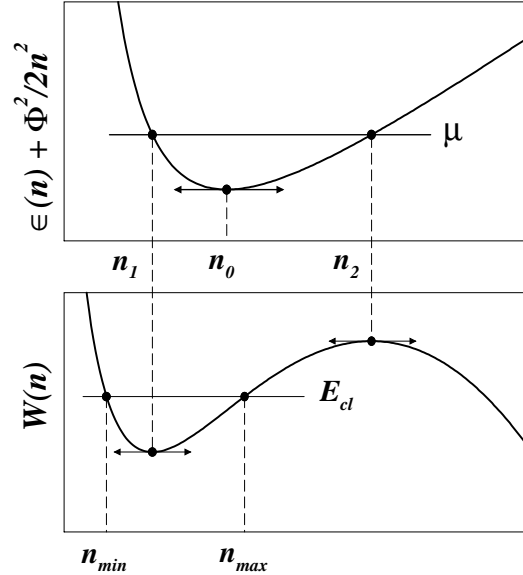 ∈(n) + Φ²/2n²
μ
n₁ n₀ n₂
W(n)
E_cl
n_min n_max